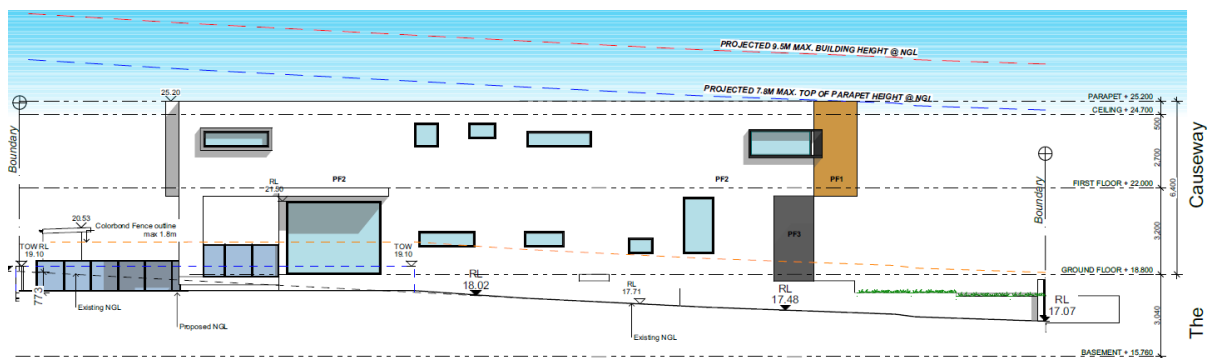 PROJECTED 9.5M MAX. BUILDING HEIGHT @ NGL
PROJECTED 7.8M MAX. TOP OF PARAPET HEIGHT @ NGL
25.20
PARAPET + 25.200
CEILING + 24.700
500
Boundary
2,700
Boundary
PF2
PF2
PF1
FIRST FLOOR + 22.000
6,400
RL
21.50
20.53
Colorbond Fence outline
max 1.8m
3,200
PF3
TOW RL
19.10
TOW
19.10
GROUND FLOOR + 18.800
773
RL
18.02
RL
17.71
RL
17.48
RL
17.07
Existing NGL
Proposed NGL
Existing NGL
3,040
BASEMENT + 15.760
The
Causeway